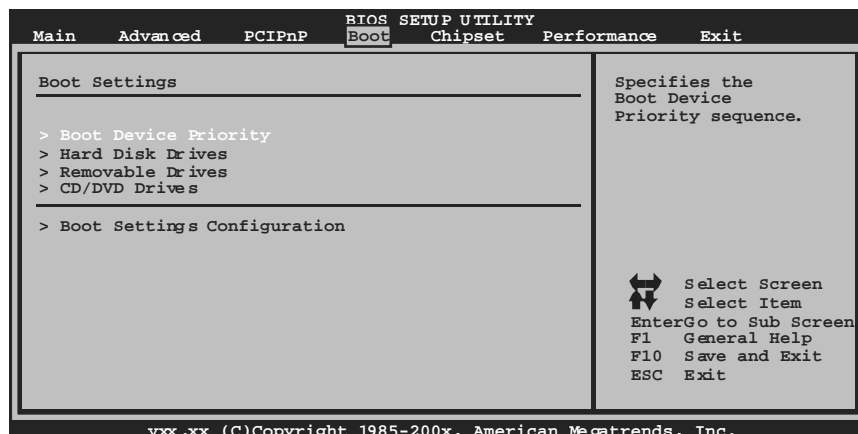 BIOS SETUP UTILITY
Main Advanced PCIPnP Boot Chipset Performance Exit
Boot Settings
> Boot Device Priority
> Hard Disk Drives
> Removable Drives
> CD/DVD Drives
> Boot Settings Configuration
Specifies the
Boot Device
Priority sequence.
Select Screen
Select Item
EnterGo to Sub Screen
F1 General Help
F10 Save and Exit
ESC Exit
vxx.xx (C)Copyright 1985-200x, American Megatrends, Inc.